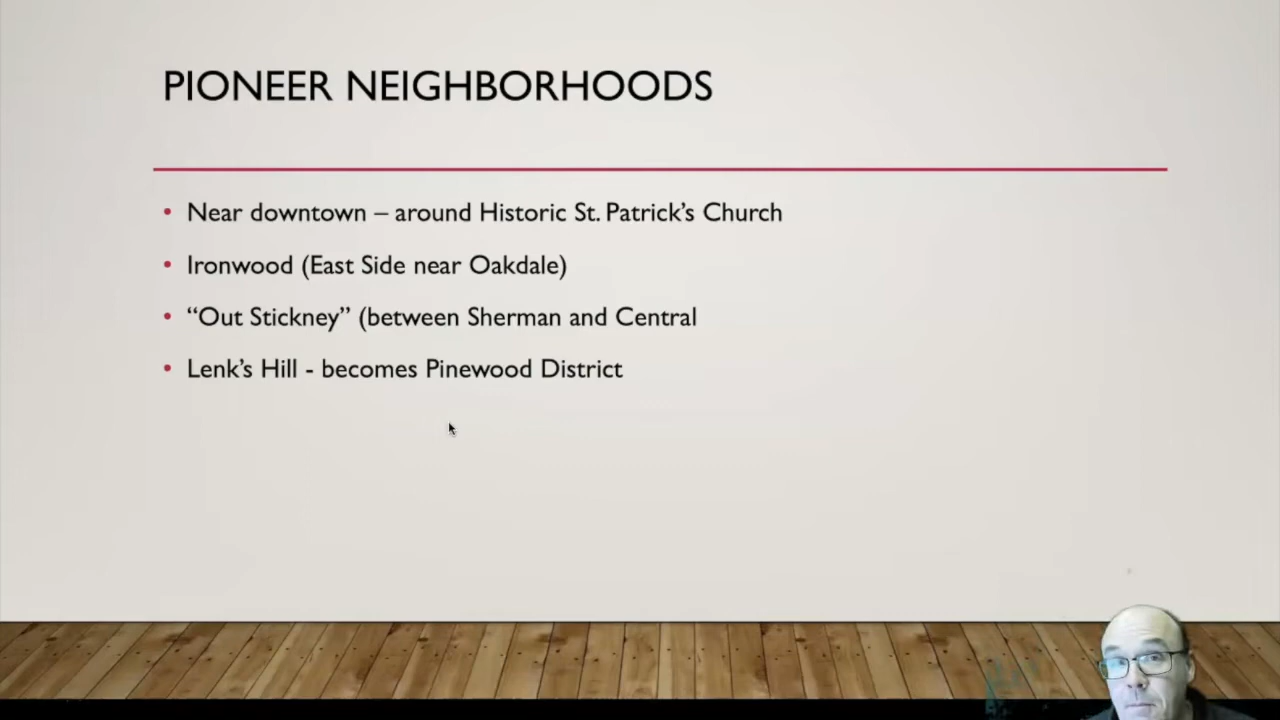 PIONEER NEIGHBORHOODS
• Near downtown – around Historic St. Patrick’s Church
• Ironwood (East Side near Oakdale)
• “Out Stickney” (between Sherman and Central
• Lenk’s Hill - becomes Pinewood District